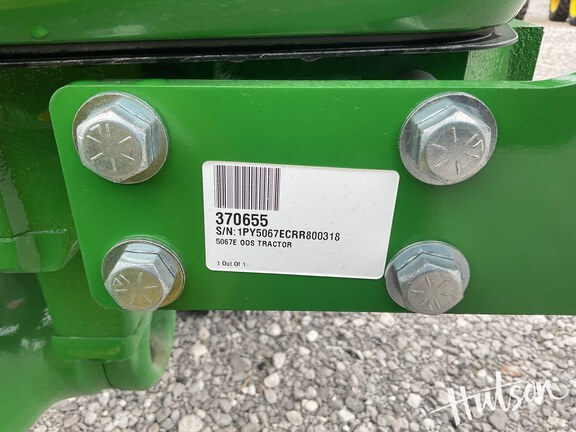 370655
S/N: 1PY5067ECRR800318
5067E OOS TRACTOR
1 Out Of 1
Hutson